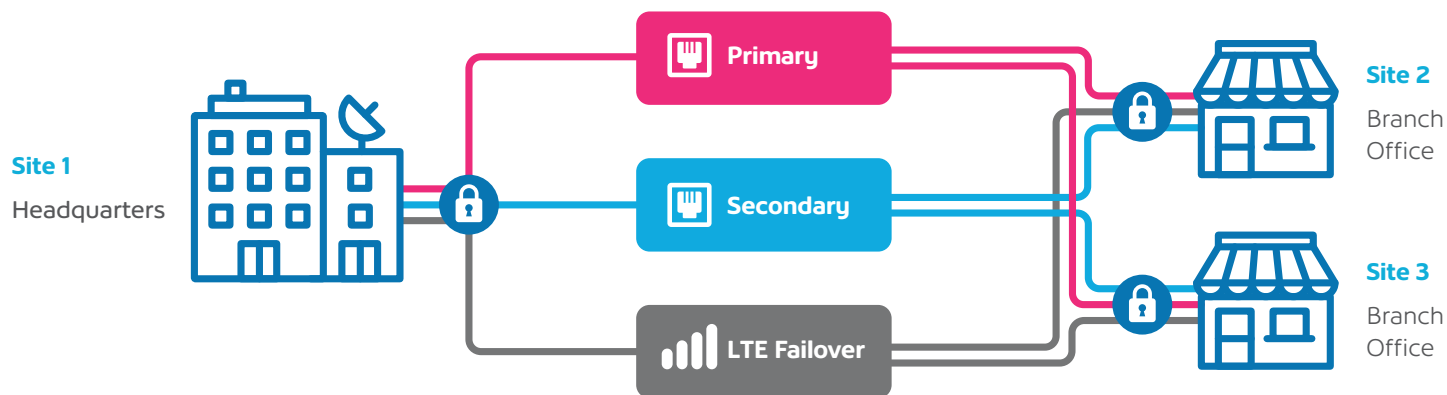 Site 1
Headquarters
Primary
Secondary
LTE Failover
Site 2
Branch
Office
Site 3
Branch
Office